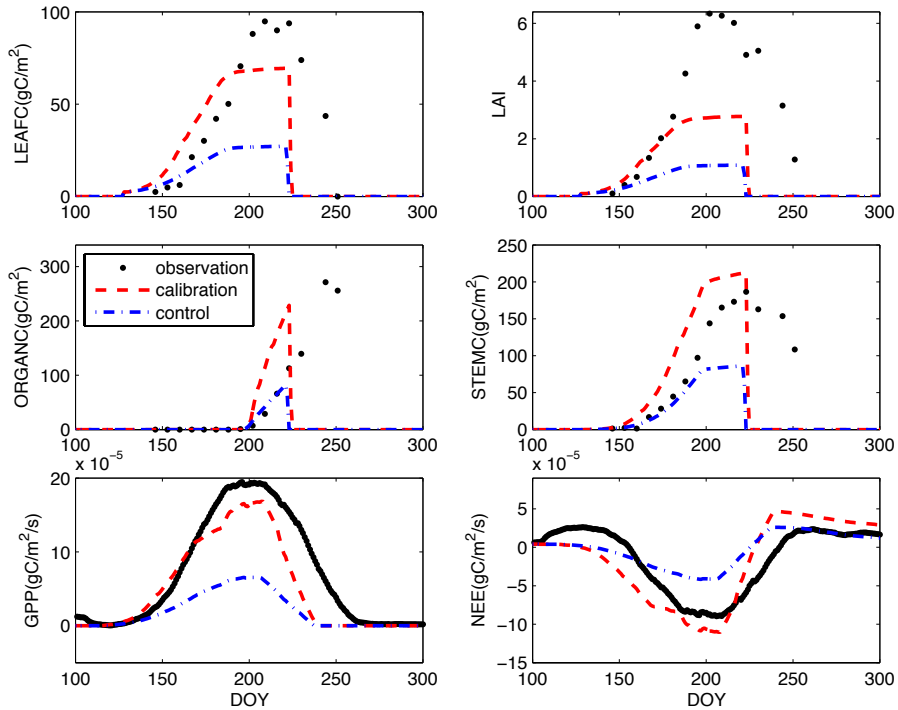 100
50
0
LEAFC(gC/m²)
100 150 200 250 300
6
4
2
0
LAI
100 150 200 250 300
300
200
100
0
ORGANC(gC/m²)
observation
calibration
control
100 150 200 250 300
250
200
150
100
50
0
STEMC(gC/m²)
100 150 200 250 300
x 10⁻⁵
20
10
0
GPP(gC/m²/s)
100 150 200 250 300
DOY
x 10⁻⁵
5
0
−5
−10
−15
NEE(gC/m²/s)
100 150 200 250 300
DOY